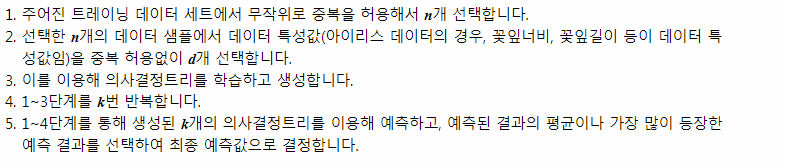 1. 주어진 트레이닝 데이터 세트에서 무작위로 중복을 허용해서 n개 선택합니다.
2. 선택한 n개의 데이터 샘플에서 데이터 특성값(아이리스 데이터의 경우, 꽃잎너비, 꽃잎길이 등이 데이터 특
성값임)을 중복 허용없이 d개 선택합니다.
3. 이를 이용해 의사결정트리를 학습하고 생성합니다.
4. 1~3단계를 k번 반복합니다.
5. 1~4단계를 통해 생성된 k개의 의사결정트리를 이용해 예측하고, 예측된 결과의 평균이나 가장 많이 등장한
예측 결과를 선택하여 최종 예측값으로 결정합니다.